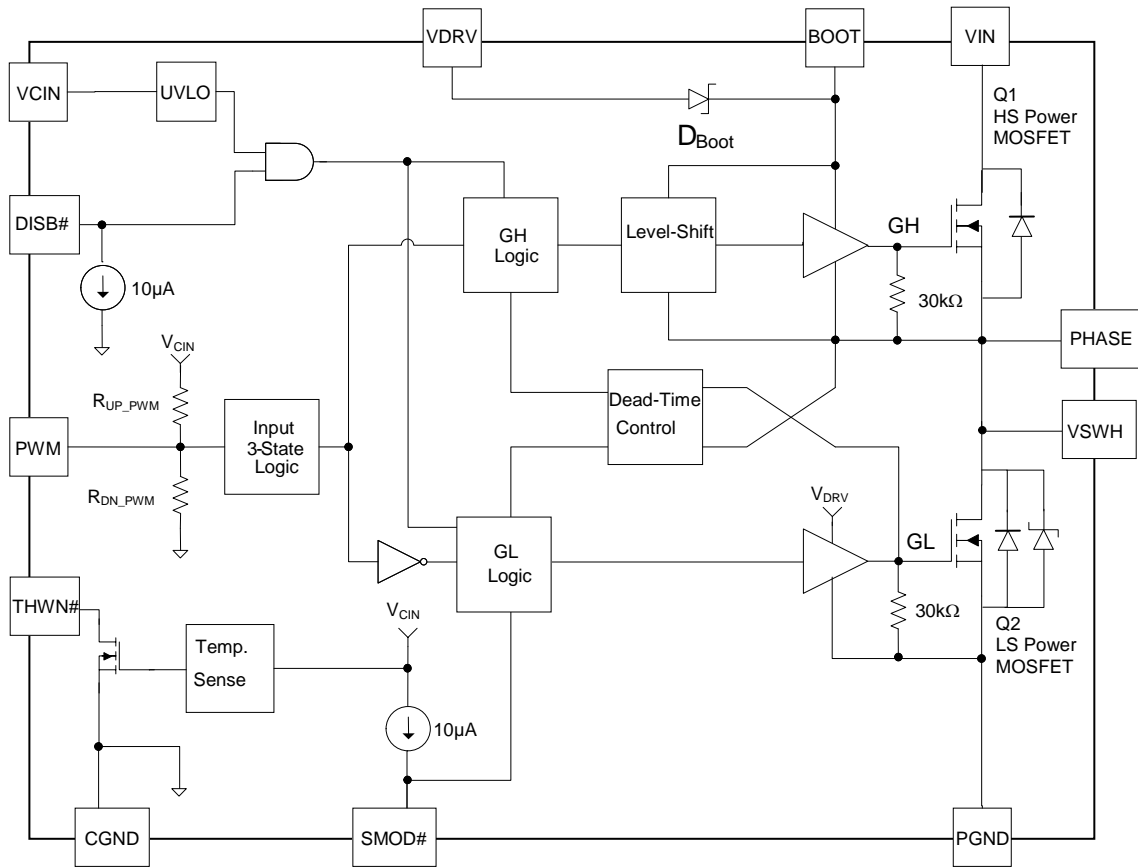 VDRV
BOOT
VIN
VCIN
UVLO
Q1
HS Power
MOSFET
DBoot
DISB#
GH
Logic
Level-Shift
GH
10µA
30kΩ
VCIN
PHASE
RUP_PWM
Dead-Time
Control
VSWH
PWM
Input
3-State
Logic
RDN_PWM
VDRV
GL
Logic
GL
THWN#
VCIN
30kΩ
Q2
LS Power
MOSFET
Temp.
Sense
10µA
CGND
SMOD#
PGND